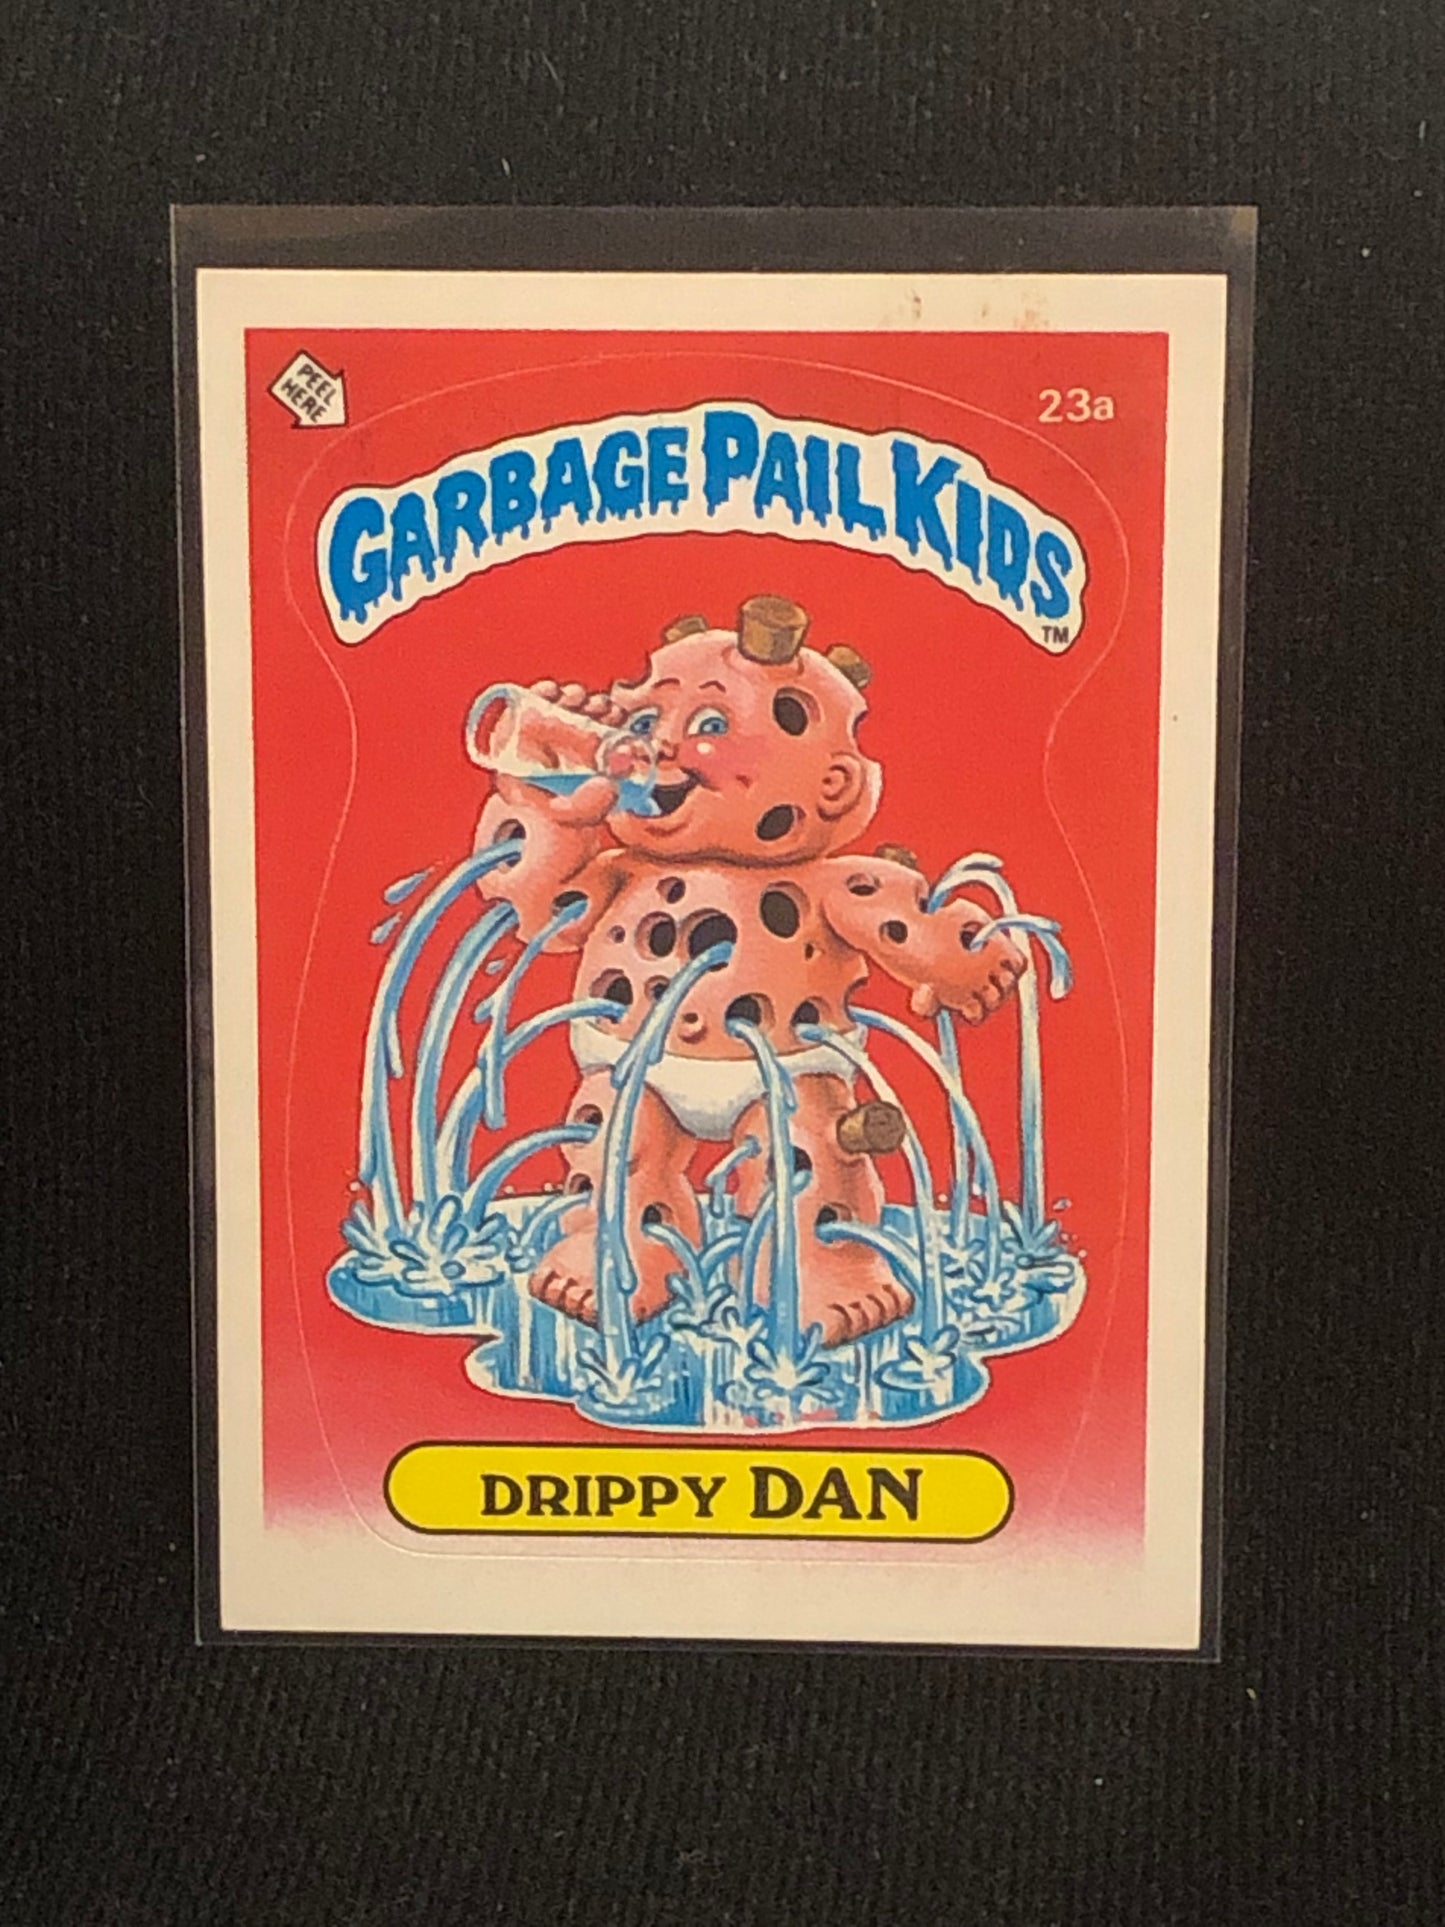 PEEL
HERE
23a
GARBAGE PAIL KIDS
TM
DRIPPY DAN